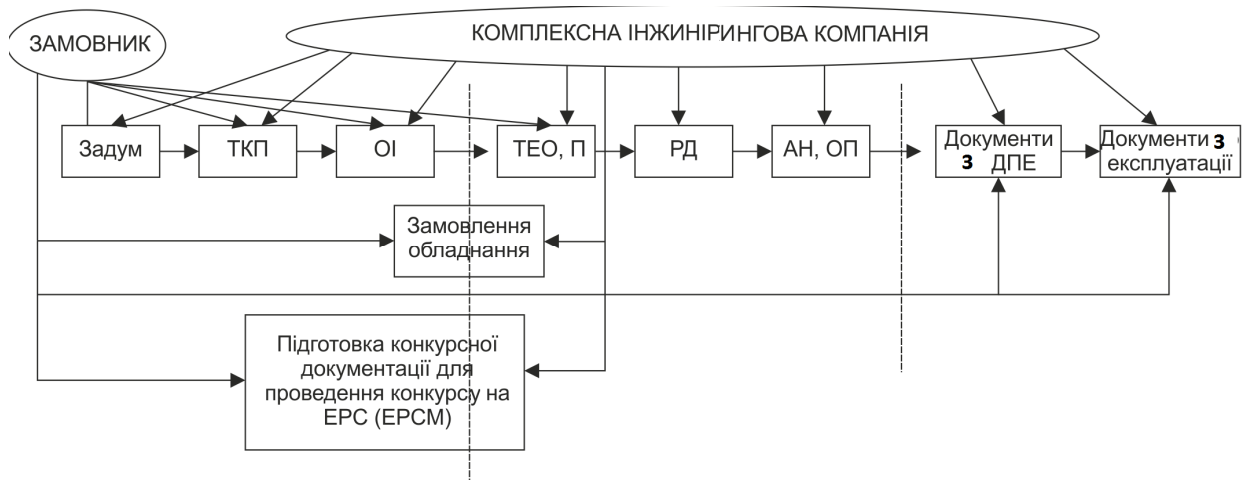 ЗАМОВНИК
КОМПЛЕКСНА ІНЖИНІРИНГОВА КОМПАНІЯ
Задум
ТКП
ОІ
ТЕО, П
РД
АН, ОП
Документи
З ДПЕ
Документи З
експлуатації
Замовлення
обладнання
Підготовка конкурсної
документації для
проведення конкурсу на
ЕРС (ЕРСМ)